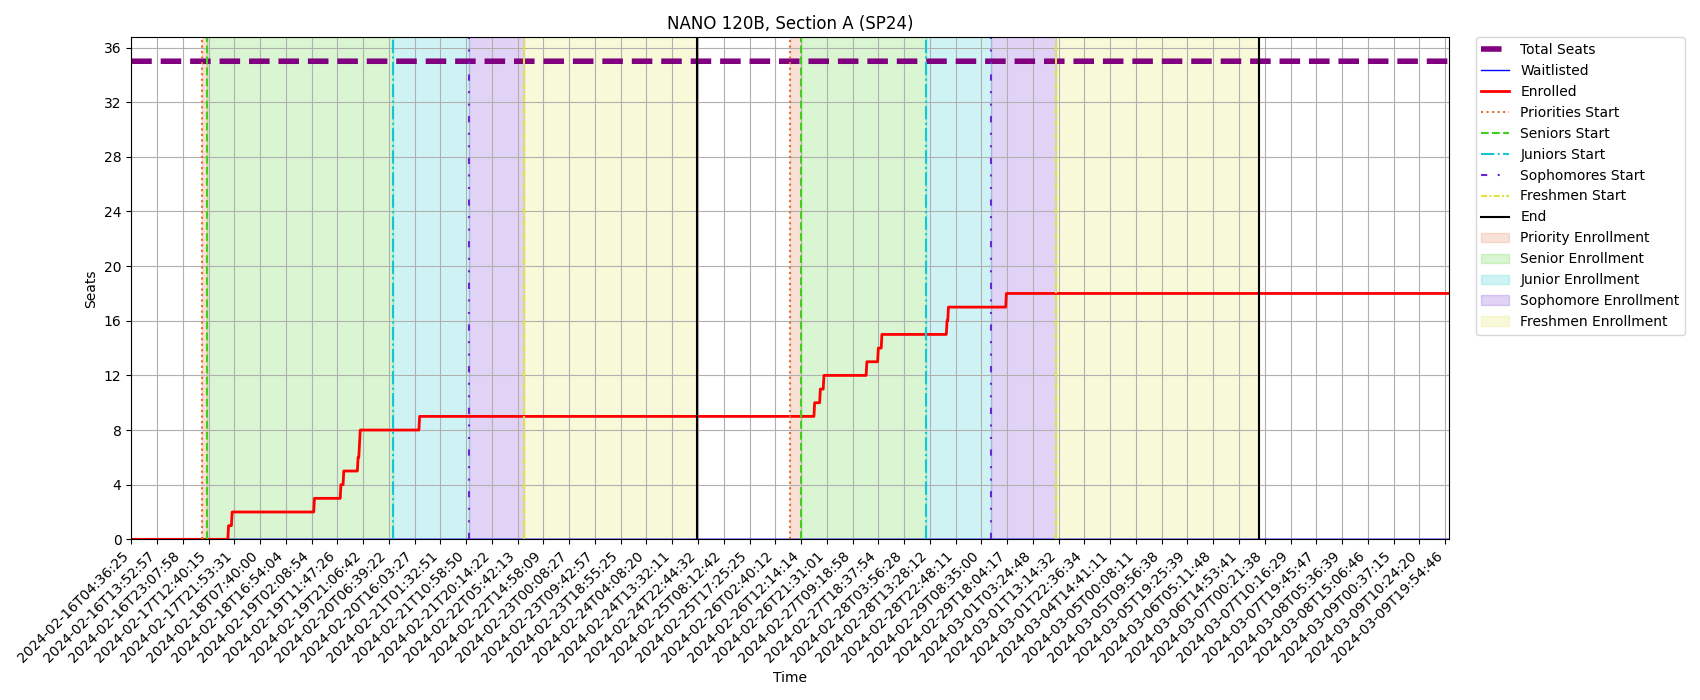 NANO 120B, Section A (SP24)
36
32
28
24
20
16
12
8
4
0
Seats
2024-02-16T04:36:25
2024-02-16T13:52:57
2024-02-16T23:07:58
2024-02-17T12:40:15
2024-02-17T21:53:31
2024-02-18T07:40:00
2024-02-18T16:54:04
2024-02-19T02:08:54
2024-02-19T11:47:26
2024-02-19T21:06:42
2024-02-20T06:39:22
2024-02-20T16:03:27
2024-02-21T01:32:51
2024-02-21T10:58:50
2024-02-21T20:14:22
2024-02-22T05:42:13
2024-02-22T14:58:09
2024-02-23T00:08:27
2024-02-23T09:42:57
2024-02-23T18:55:25
2024-02-24T04:08:20
2024-02-24T13:32:11
2024-02-24T22:44:32
2024-02-25T08:12:42
2024-02-25T17:25:25
2024-02-26T02:40:12
2024-02-26T12:14:14
2024-02-26T21:31:01
2024-02-27T09:18:58
2024-02-27T18:37:54
2024-02-28T03:56:28
2024-02-28T13:28:12
2024-02-28T22:48:11
2024-02-29T08:35:00
2024-02-29T18:04:17
2024-03-01T03:24:48
2024-03-01T13:14:32
2024-03-01T22:36:34
2024-03-04T14:41:11
2024-03-05T00:08:11
2024-03-05T09:56:38
2024-03-05T19:25:39
2024-03-06T05:11:48
2024-03-06T14:53:41
2024-03-07T00:21:38
2024-03-07T10:16:29
2024-03-07T19:45:47
2024-03-08T05:36:39
2024-03-08T15:06:46
2024-03-09T00:37:15
2024-03-09T10:24:20
2024-03-09T19:54:46
Time
Total Seats
Waitlisted
Enrolled
Priorities Start
Seniors Start
Juniors Start
Sophomores Start
Freshmen Start
End
Priority Enrollment
Senior Enrollment
Junior Enrollment
Sophomore Enrollment
Freshmen Enrollment